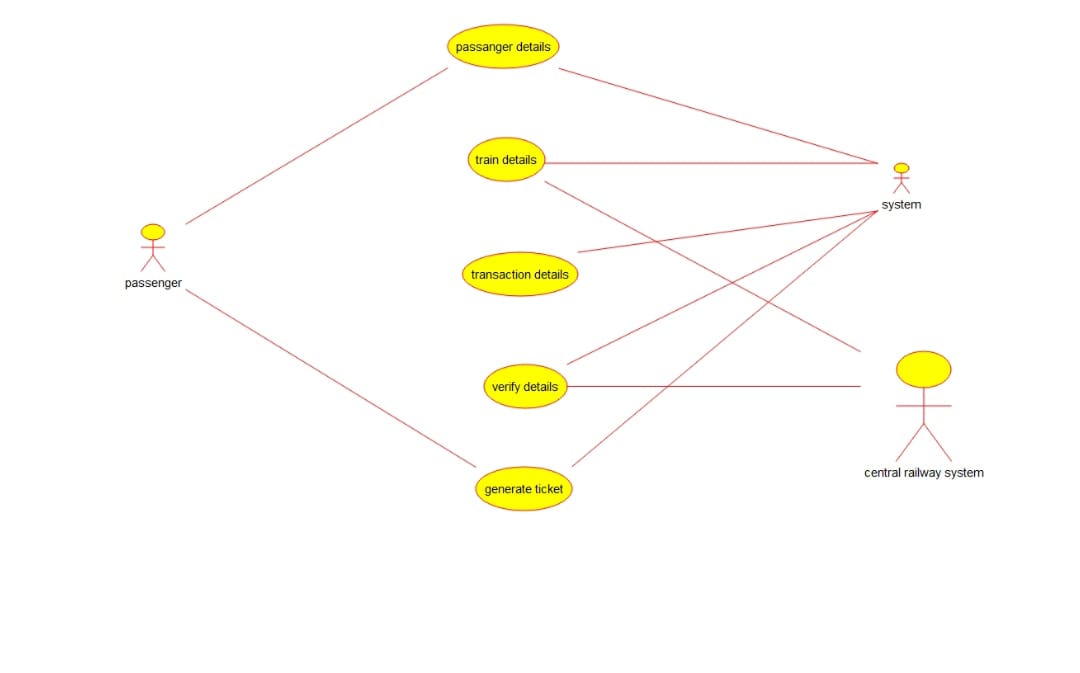 passanger details
train details
system
transaction details
passenger
verify details
central railway system
generate ticket